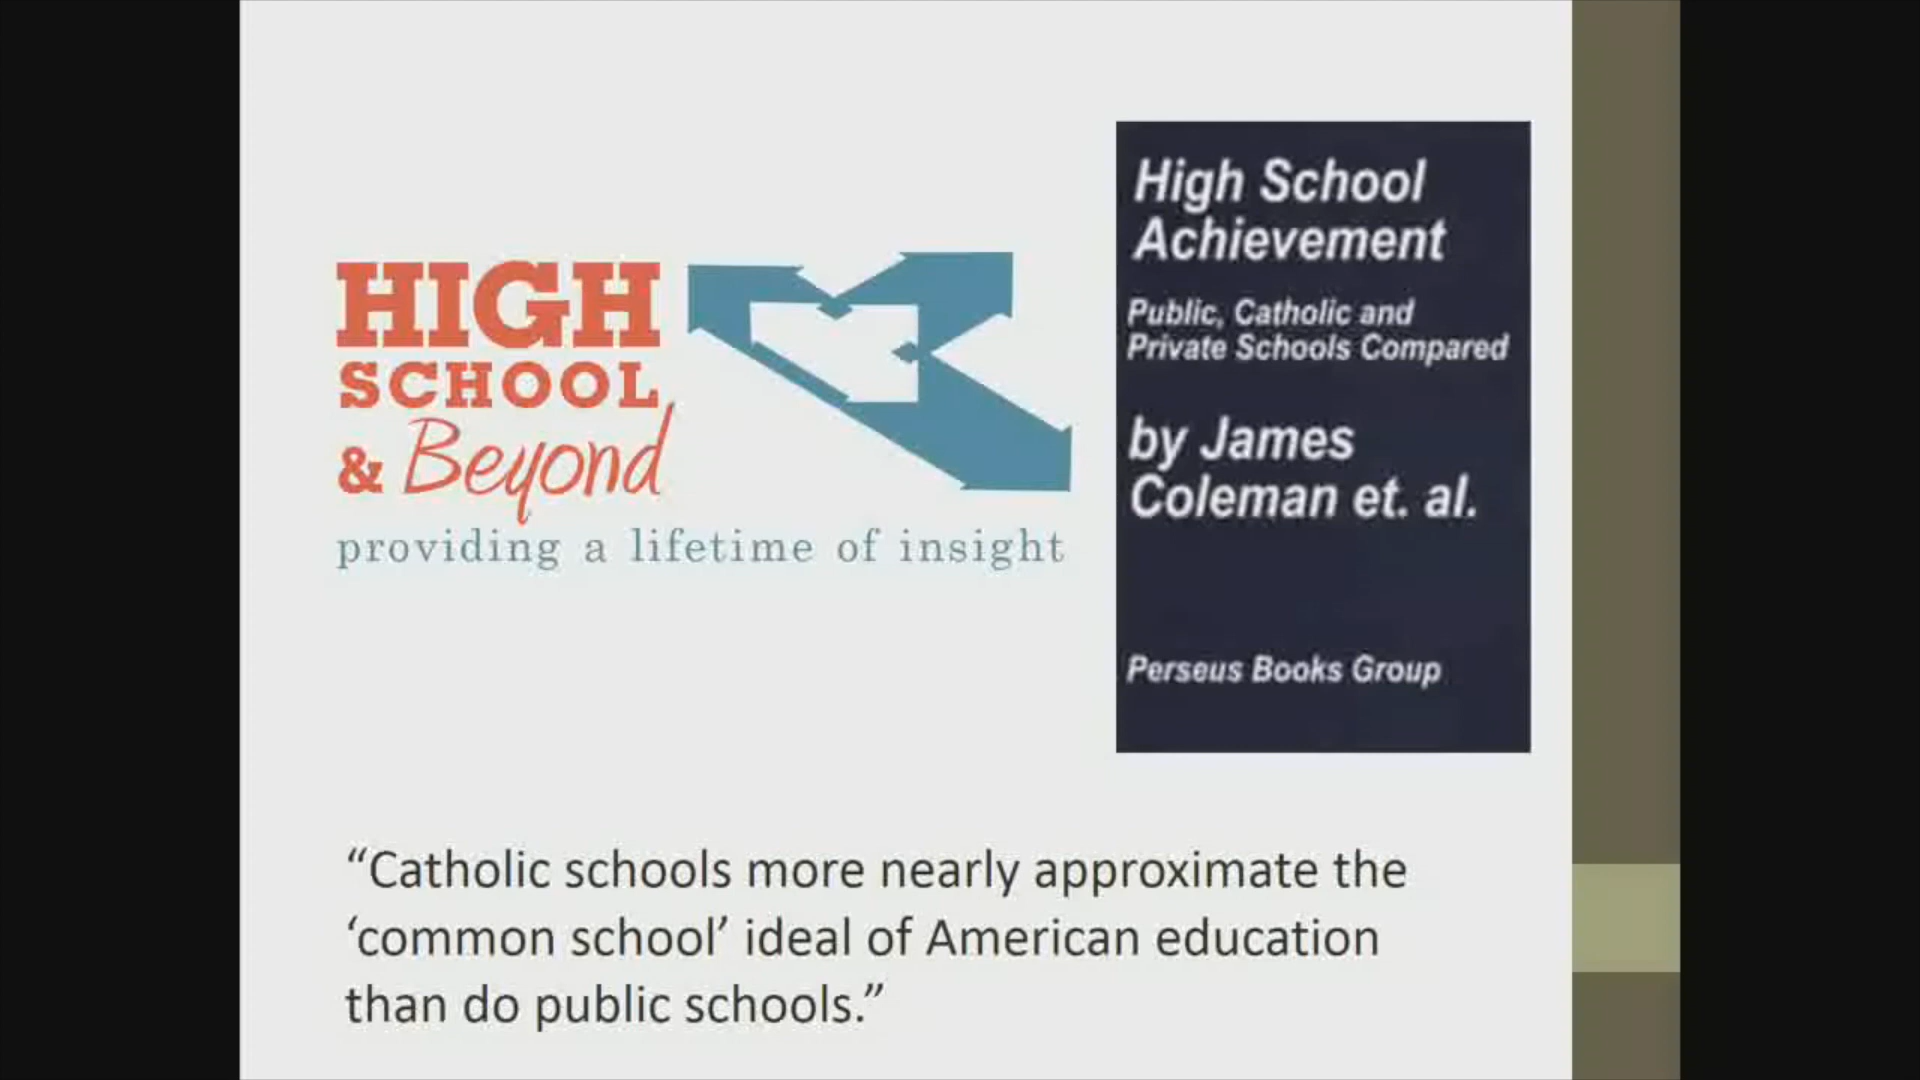 HIGH
SCHOOL
& Beyond
providing a lifetime of insight
High School
Achievement
Public, Catholic and
Private Schools Compared
by James
Coleman et. al.
Perseus Books Group
“Catholic schools more nearly approximate the
‘common school’ ideal of American education
than do public schools.”